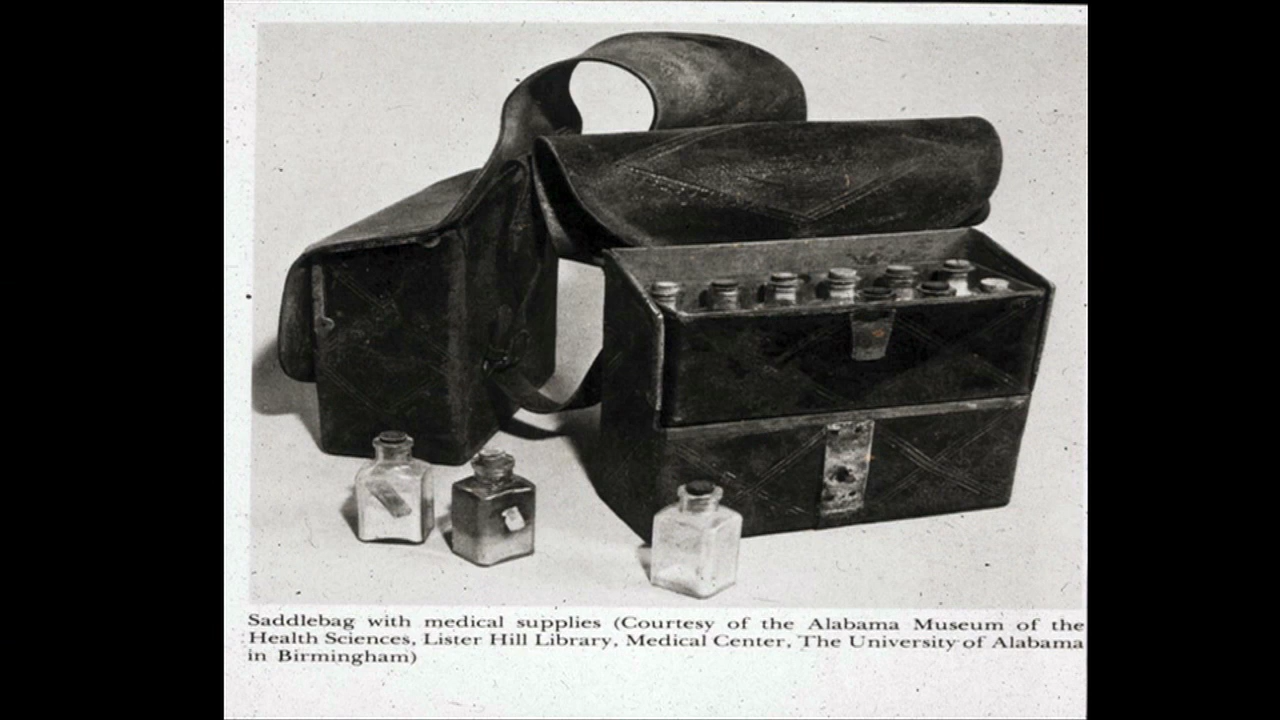 Saddlebag with medical supplies (Courtesy of the Alabama Museum of the
Health Sciences, Lister Hill Library, Medical Center, The University of Alabama
in Birmingham)